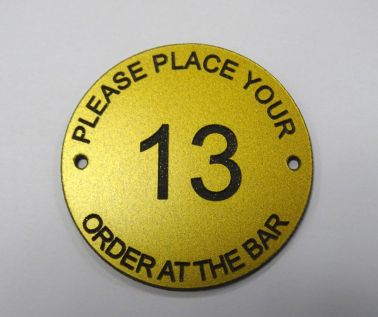 PLEASE PLACE YOUR
13
ORDER AT THE BAR